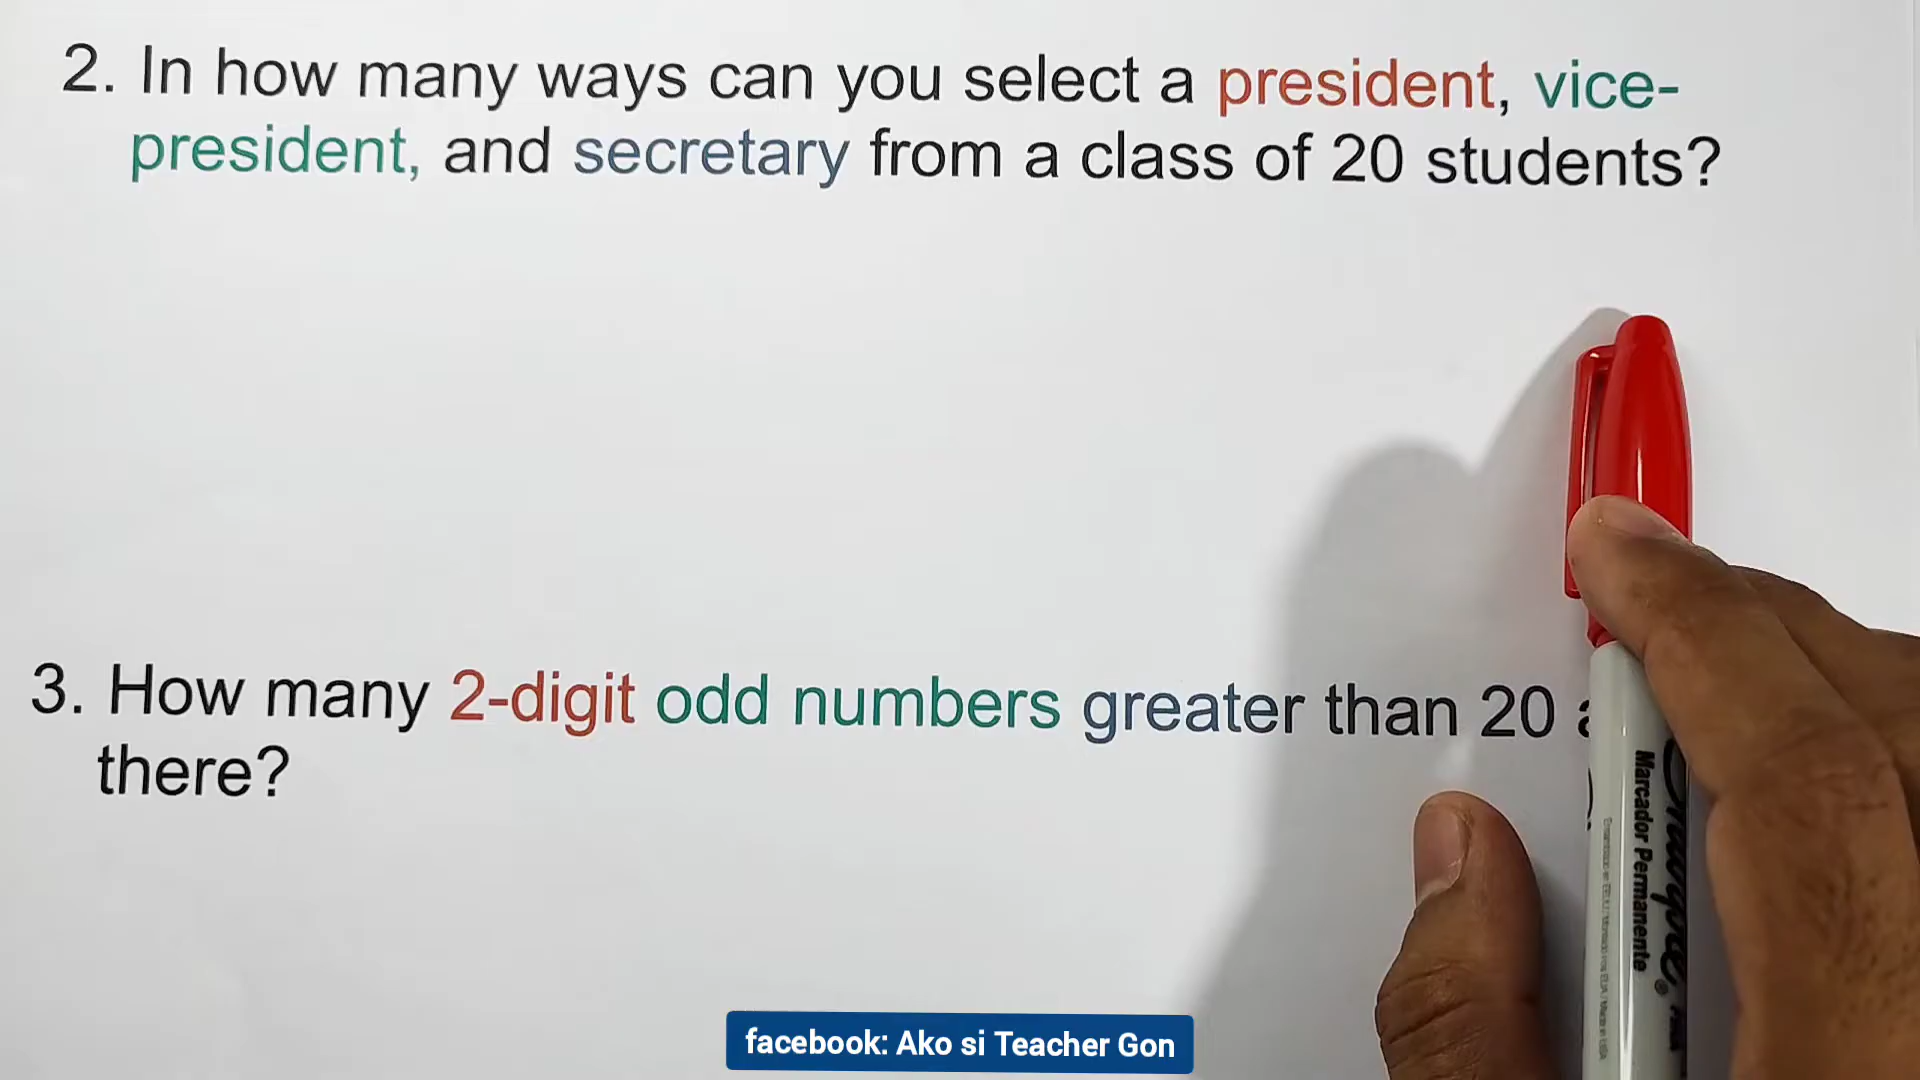 2. In how many ways can you select a president, vice-
president, and secretary from a class of 20 students?
3. How many 2-digit odd numbers greater than 20
there?
Marcador Permanente
facebook: Ako si Teacher Gon